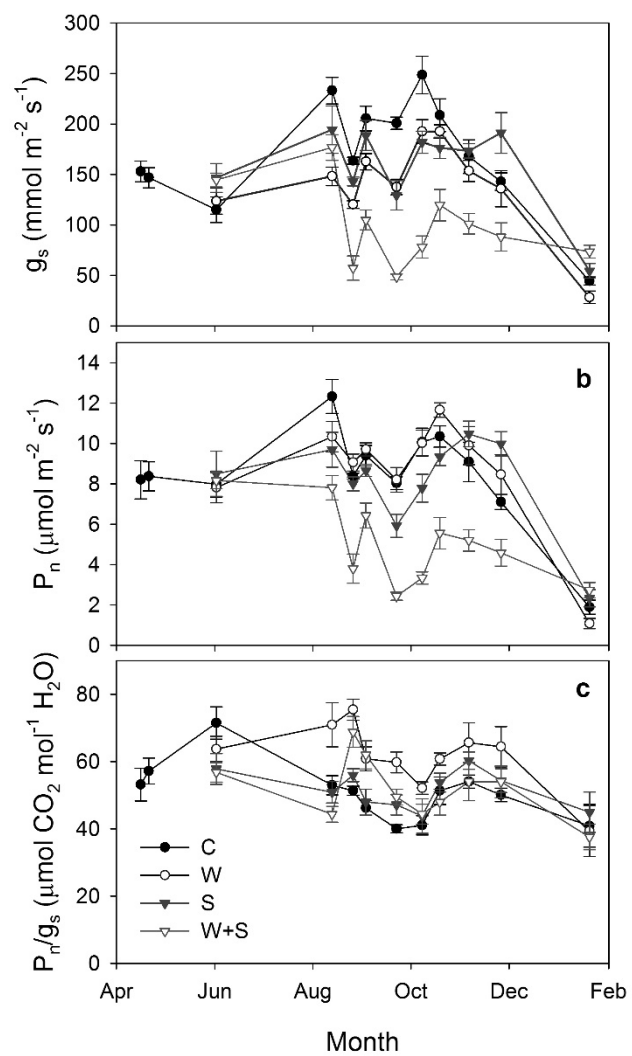 300
250
200
150
100
50
0
gₛ (mmol m⁻² s⁻¹)
b
14
12
10
8
6
4
2
0
Pₙ (μmol m⁻² s⁻¹)
c
80
60
40
20
0
Pₙ/gₛ (μmol CO₂ mol⁻¹ H₂O)
C
W
S
W+S
Apr Jun Aug Oct Dec Feb
Month